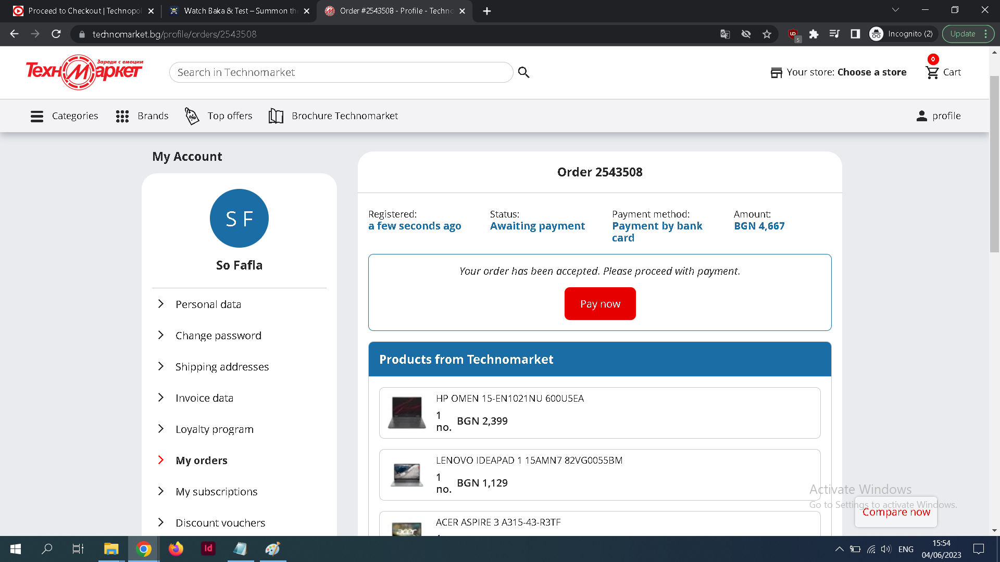 Proceed to Checkout | Technopol
Watch Baka & Test – Summon th
Order #2543508 - Profile - Techno
technomarket.bg/profile/orders/2543508
5
Incognito (2)
Update
Зареди с емоции
ТехноМаркет
Search in Technomarket
Your store: Choose a store
0
Cart
Categories
Brands
Top offers
Brochure Technomarket
profile
My Account
S F
So Fafla
Personal data
Change password
Shipping addresses
Invoice data
Loyalty program
My orders
My subscriptions
Discount vouchers
Order 2543508
Registered:
a few seconds ago
Status:
Awaiting payment
Payment method:
Payment by bank
card
Amount:
BGN 4,667
Your order has been accepted. Please proceed with payment.
Pay now
Products from Technomarket
HP OMEN 15-EN1021NU 600U5EA
1
no.
BGN 2,399
LENOVO IDEAPAD 1 15AMN7 82VG0055BM
1
no.
BGN 1,129
ACER ASPIRE 3 A315-43-R3TF
acer
Activate Windows
Go to Settings to activate Windows.
Compare now
Id
ENG
15:54
04/06/2023